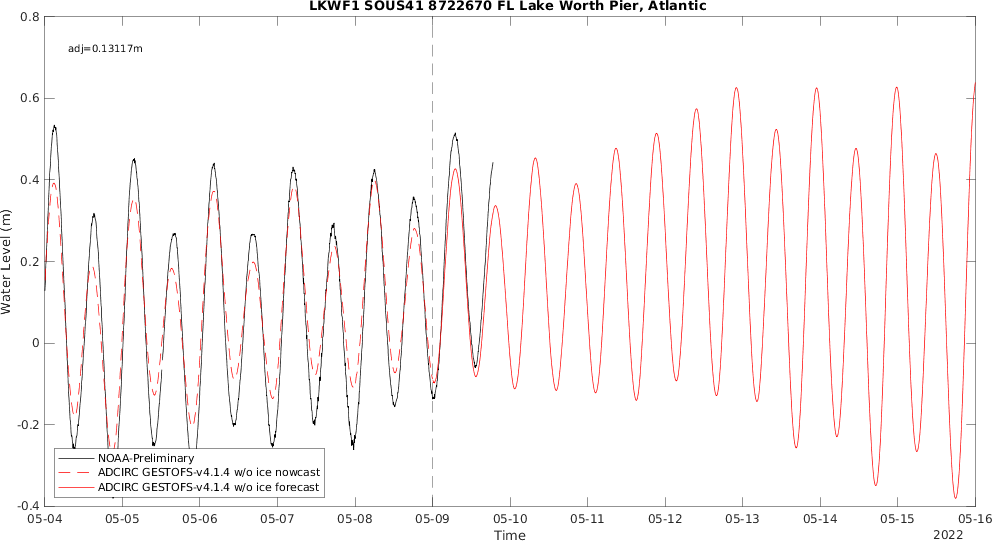 LKWF1 SOUS41 8722670 FL Lake Worth Pier, Atlantic
adj=0.13117m
0.8
0.6
0.4
0.2
0
-0.2
-0.4
Water Level (m)
NOAA-Preliminary
ADCIRC GESTOFS-v4.1.4 w/o ice nowcast
ADCIRC GESTOFS-v4.1.4 w/o ice forecast
05-04 05-05 05-06 05-07 05-08 05-09 05-10 05-11 05-12 05-13 05-14 05-15 05-16
Time
2022